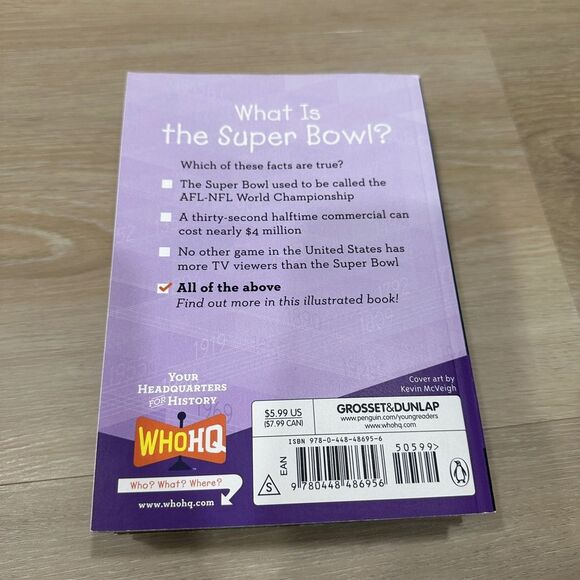 What Is
the Super Bowl?
Which of these facts are true?
The Super Bowl used to be called the
AFL-NFL World Championship
A thirty-second halftime commercial can
cost nearly $4 million
No other game in the United States has
more TV viewers than the Super Bowl
All of the above
Find out more in this illustrated book!
Your
Headquarters
for History
WHOHQ
Who? What? Where?
www.whohq.com
Cover art by
Kevin McVeigh
$5.99 US
($7.99 CAN)
GROSSET&DUNLAP
www.penguin.com/youngreaders
www.whohq.com
ISBN 978-0-448-48695-6
50599>
EAN
S
9 780448 486956
1919